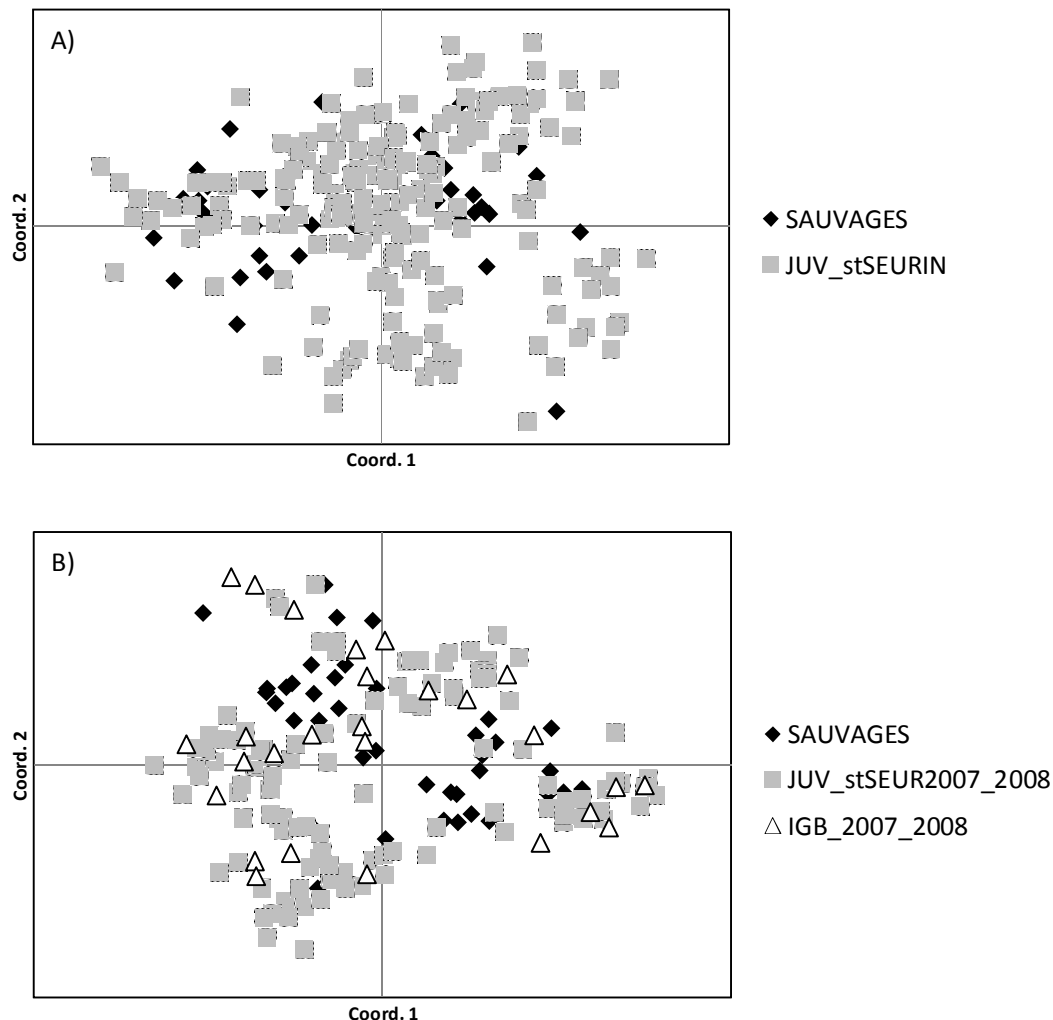 A)
Coord. 2
Coord. 1
SAUVAGES
JUV_stSEURIN
B)
Coord. 2
Coord. 1
SAUVAGES
JUV_stSEUR2007_2008
IGB_2007_2008